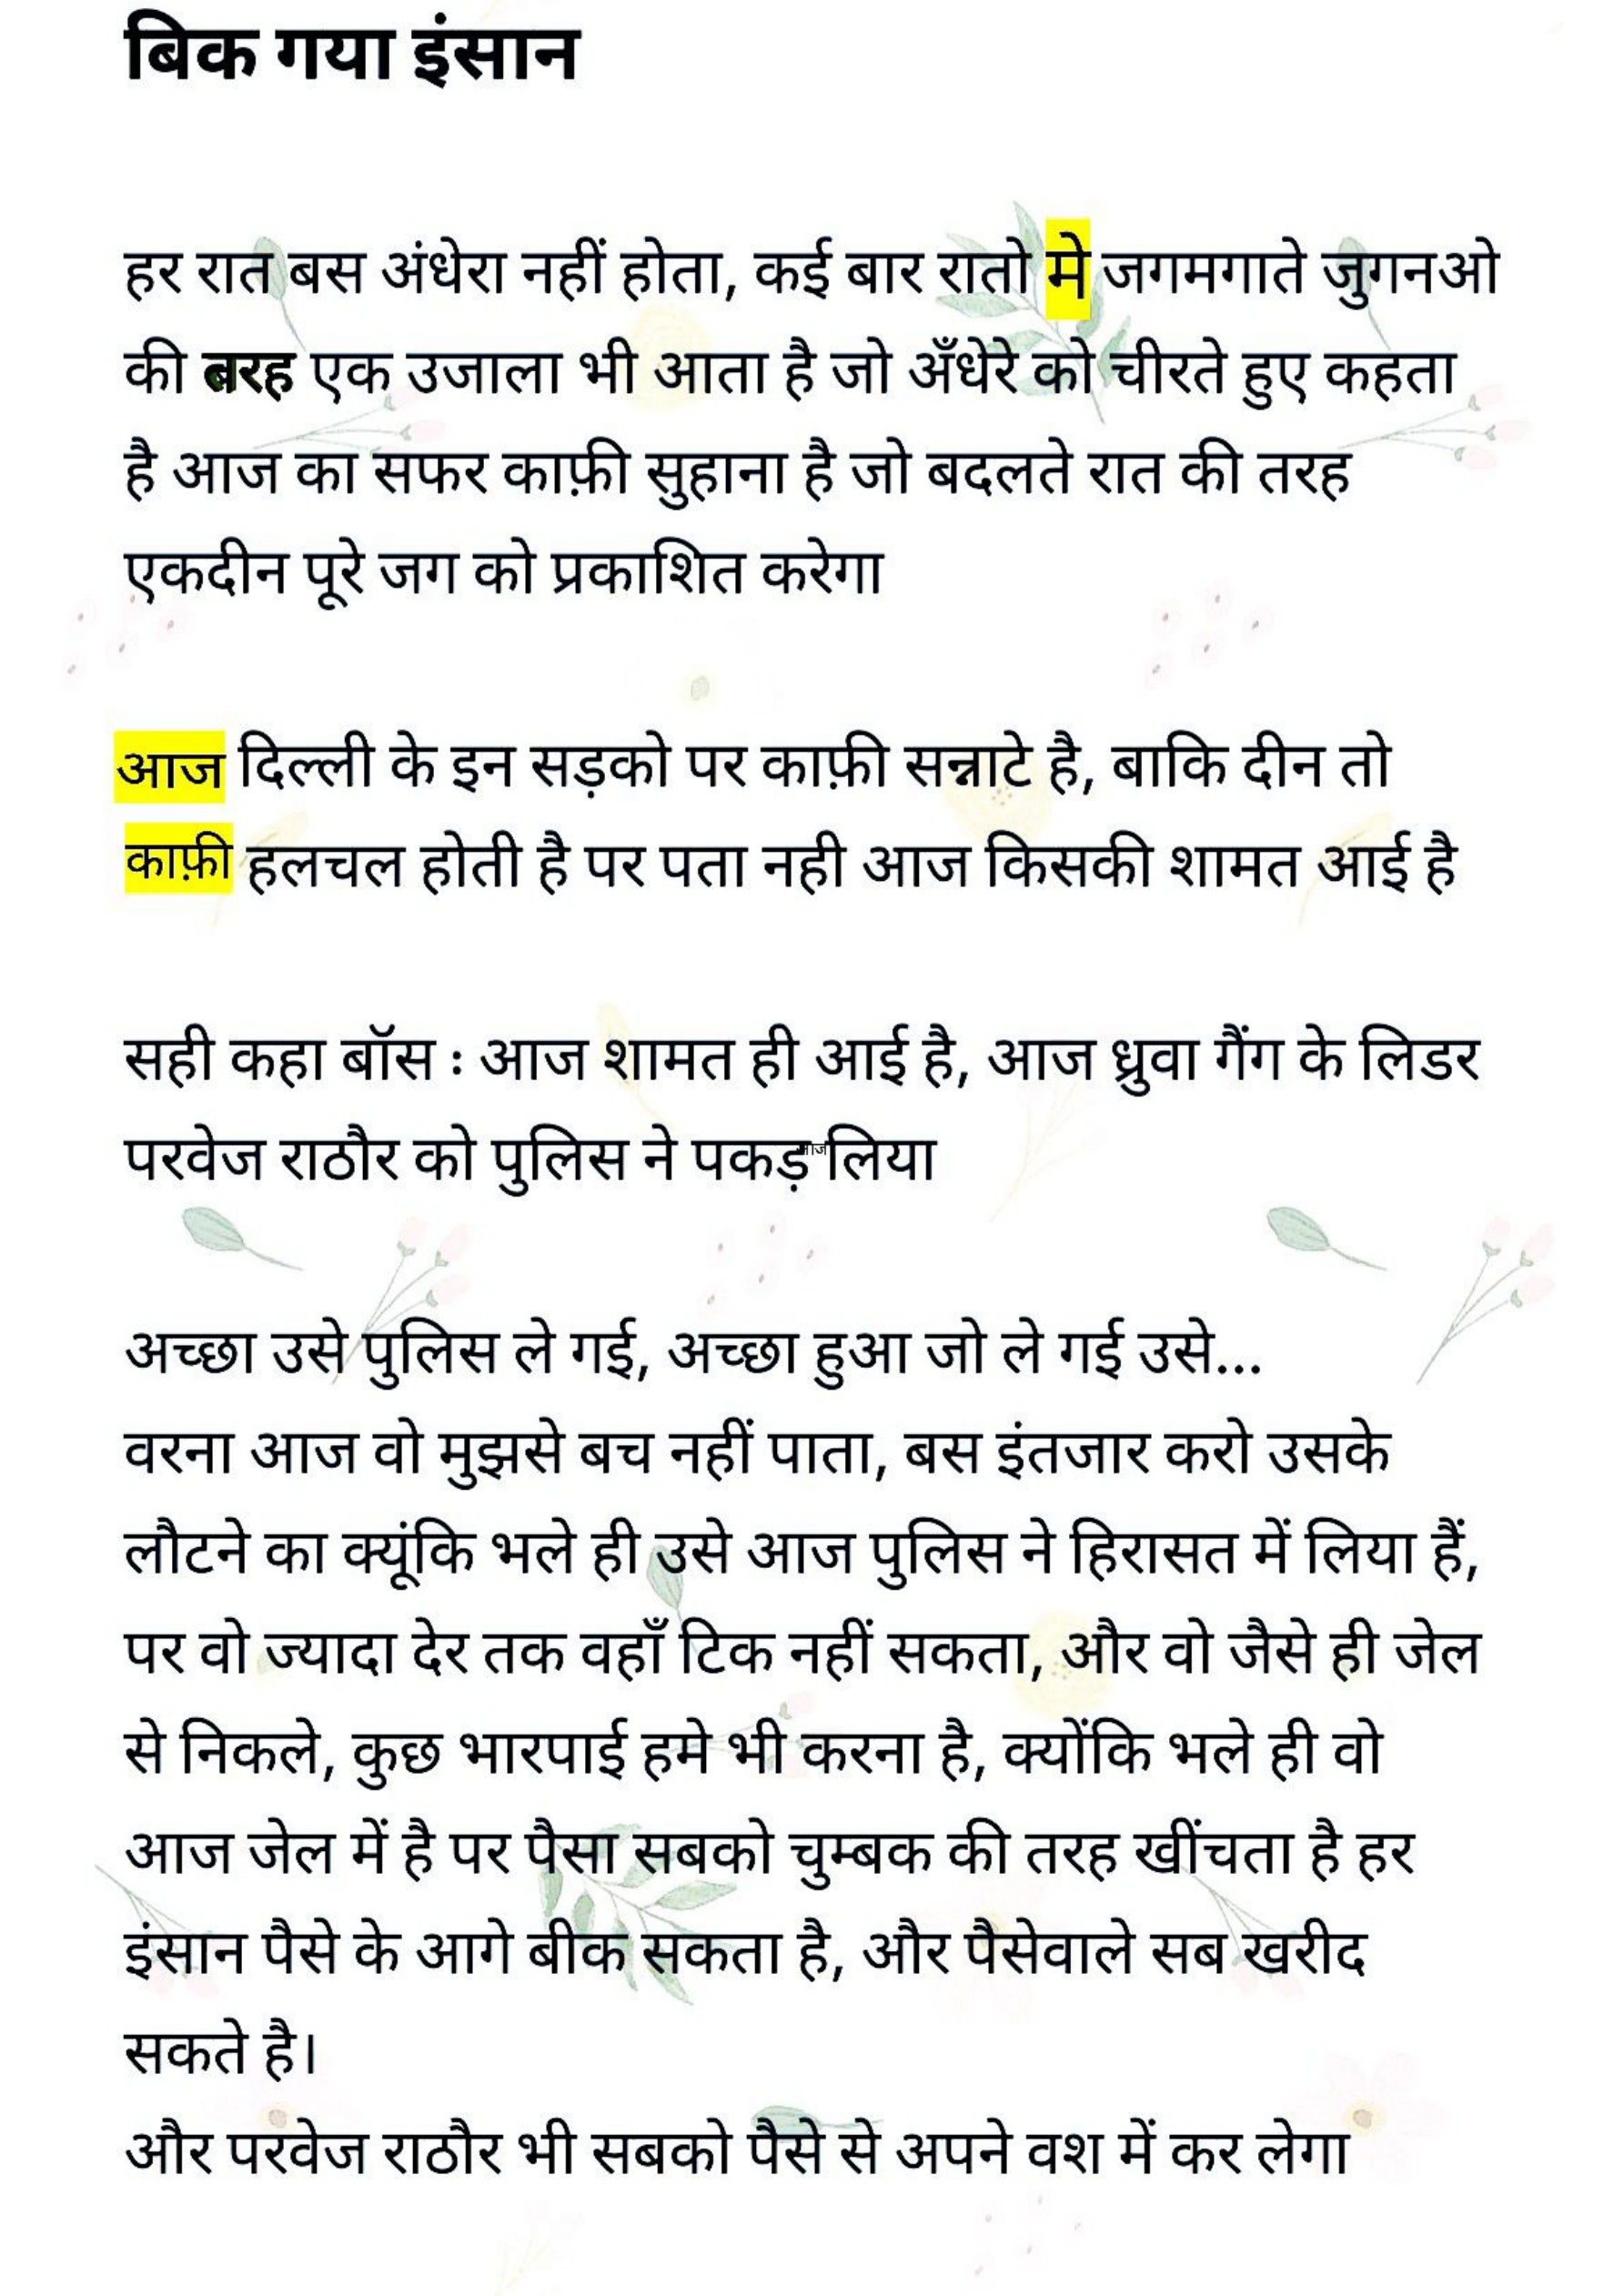 बिक गया इंसान
हर रात बस अंधेरा नहीं होता, कई बार रातो मे जगमगाते जुगनओ
की तरह एक उजाला भी आता है जो अँधेरे को चीरते हुए कहता
है आज का सफर काफ़ी सुहाना है जो बदलते रात की तरह
एकदीन पूरे जग को प्रकाशित करेगा
आज दिल्ली के इन सड़को पर काफ़ी सन्नाटे है, बाकि दीन तो
काफ़ी हलचल होती है पर पता नही आज किसकी शामत आई है
सही कहा बॉस : आज शामत ही आई है, आज ध्रुवा गैंग के लिडर
परवेज राठौर को पुलिस ने पकड़ लिया
अच्छा उसे पुलिस ले गई, अच्छा हुआ जो ले गई उसे...
वरना आज वो मुझसे बच नहीं पाता, बस इंतजार करो उसके
लौटने का क्यूंकि भले ही उसे आज पुलिस ने हिरासत में लिया हैं,
पर वो ज्यादा देर तक वहाँ टिक नहीं सकता, और वो जैसे ही जेल
से निकले, कुछ भारपाई हमे भी करना है, क्योंकि भले ही वो
आज जेल में है पर पैसा सबको चुम्बक की तरह खींचता है हर
इंसान पैसे के आगे बीक सकता है, और पैसेवाले सब खरीद
सकते है।
और परवेज राठौर भी सबको पैसे से अपने वश में कर लेगा